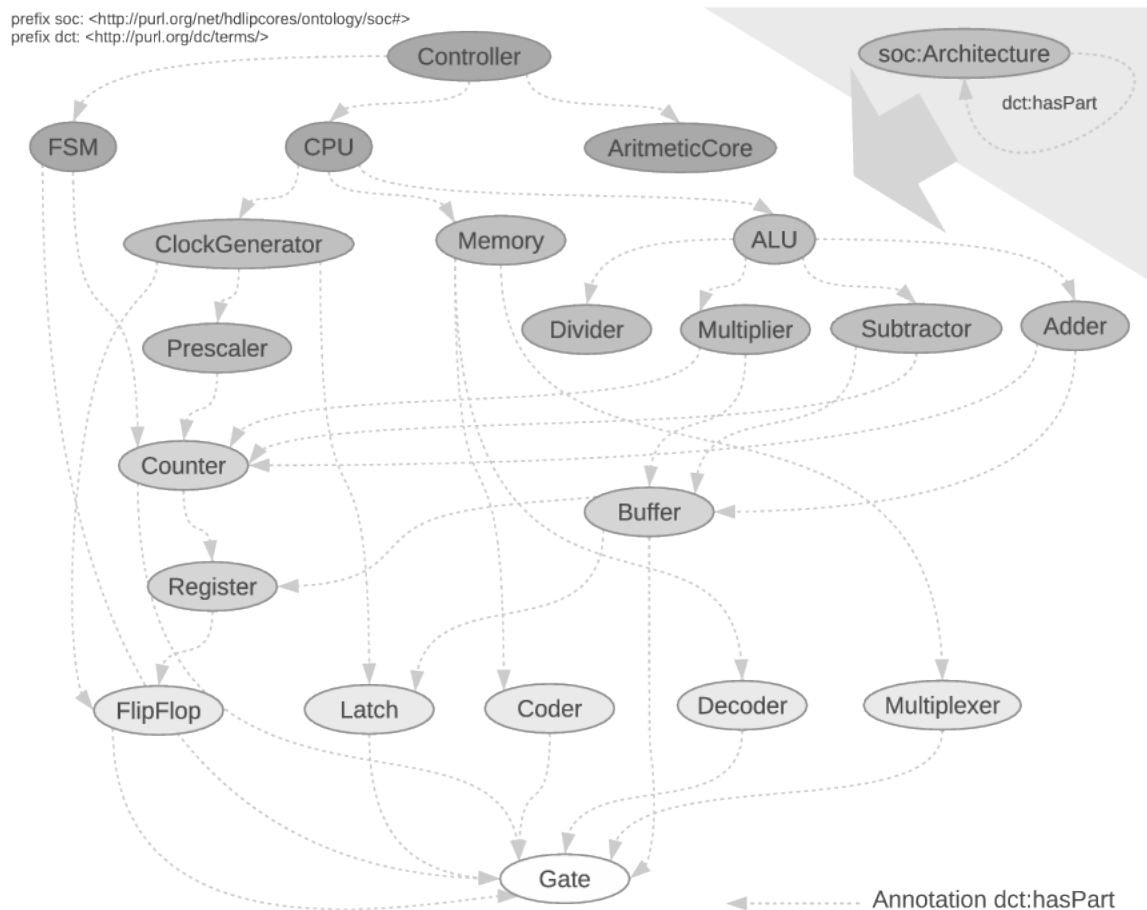 prefix soc: <http://purl.org/net/hdlipcores/ontology/soc#>
prefix dct: <http://purl.org/dc/terms/>
Controller
soc:Architecture
dct:hasPart
FSM
CPU
AritmeticCore
ClockGenerator
Memory
ALU
Divider
Multiplier
Subtractor
Adder
Prescaler
Counter
Buffer
Register
FlipFlop
Latch
Coder
Decoder
Multiplexer
Gate
Annotation dct:hasPart